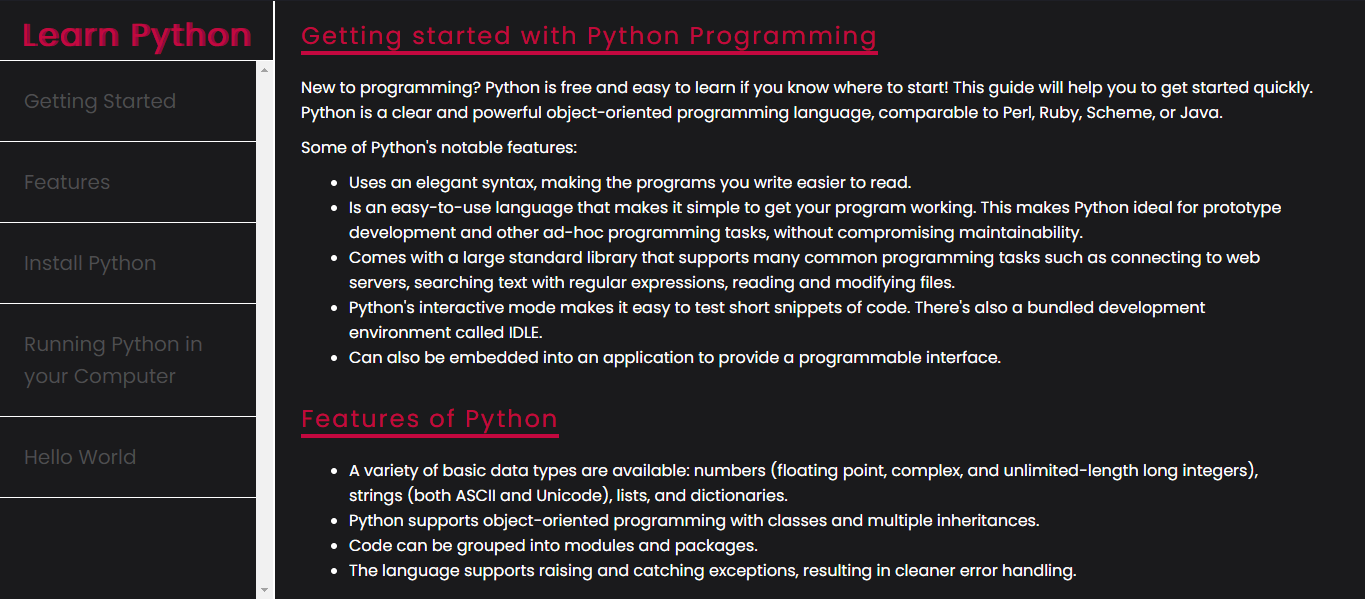 Learn Python
Getting Started
Features
Install Python
Running Python in
your Computer
Hello World
Getting started with Python Programming
New to programming? Python is free and easy to learn if you know where to start! This guide will help you to get started quickly.
Python is a clear and powerful object-oriented programming language, comparable to Perl, Ruby, Scheme, or Java.
Some of Python's notable features:
• Uses an elegant syntax, making the programs you write easier to read.
• Is an easy-to-use language that makes it simple to get your program working. This makes Python ideal for prototype
development and other ad-hoc programming tasks, without compromising maintainability.
• Comes with a large standard library that supports many common programming tasks such as connecting to web
servers, searching text with regular expressions, reading and modifying files.
• Python's interactive mode makes it easy to test short snippets of code. There's also a bundled development
environment called IDLE.
• Can also be embedded into an application to provide a programmable interface.
Features of Python
• A variety of basic data types are available: numbers (floating point, complex, and unlimited-length long integers),
strings (both ASCII and Unicode), lists, and dictionaries.
• Python supports object-oriented programming with classes and multiple inheritances.
• Code can be grouped into modules and packages.
• The language supports raising and catching exceptions, resulting in cleaner error handling.